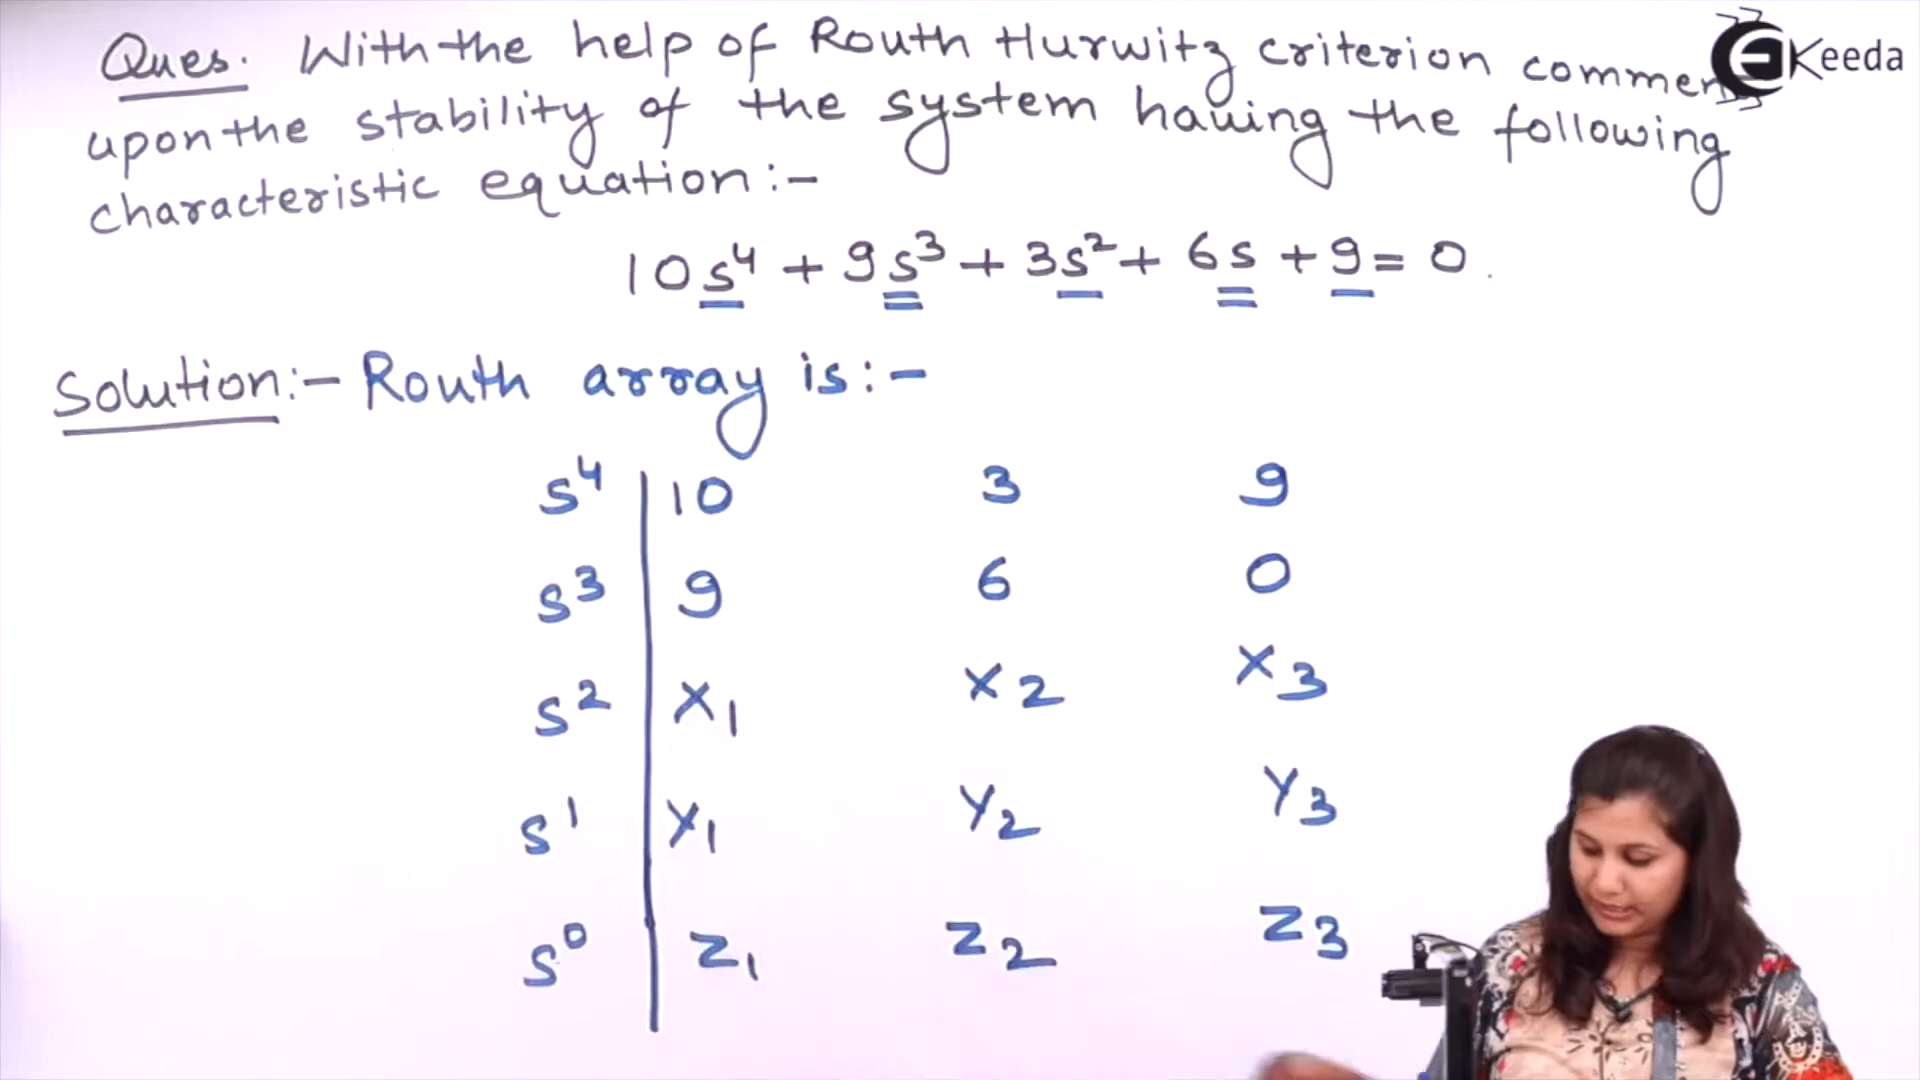 Ques. With the help of Routh Hurwitz criterion commen
Keeda
upon the stability of the system having the following
characteristic equation:-
10s⁴ + 9s³ + 3s² + 6s + 9 = 0.
Solution:- Routh array is:-
s⁴ | 10 3 9
s³ | 9 6 0
s² | X₁ X₂ X₃
s¹ | Y₁ Y₂ Y₃
s⁰ | Z₁ Z₂ Z₃